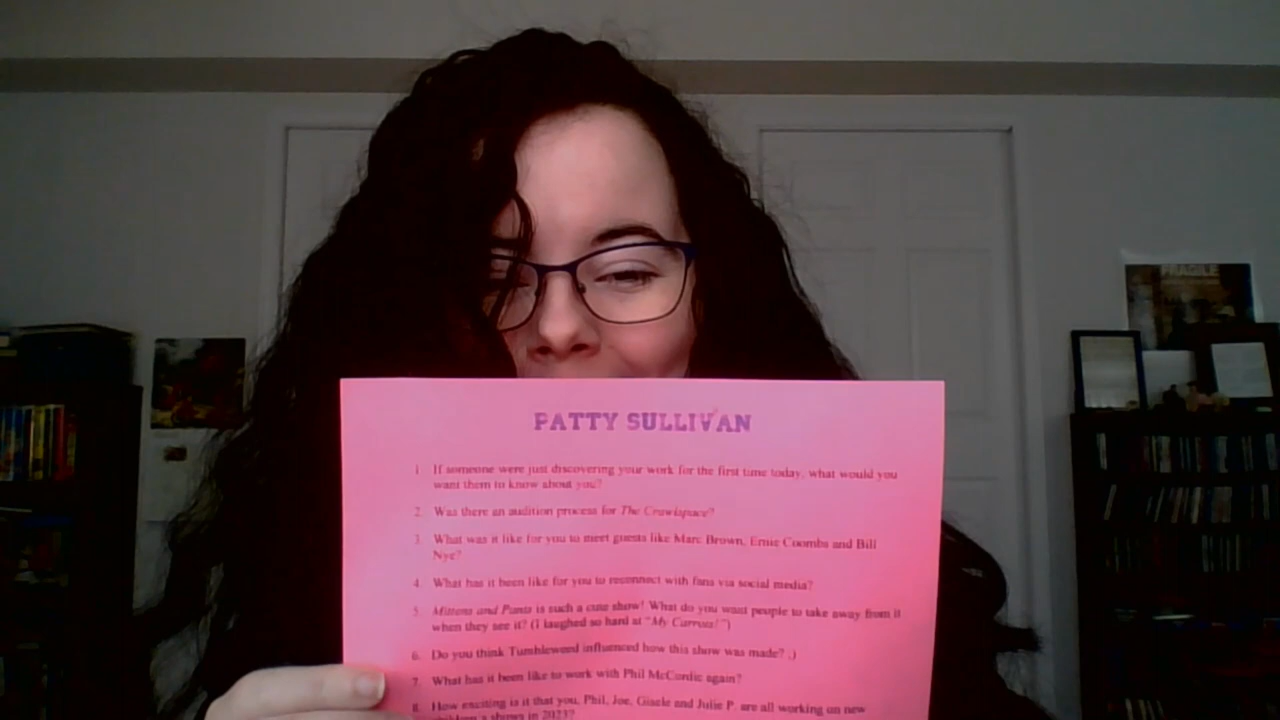 FRAGILE
PATTY SULLIVAN
1. If someone were just discovering your work for the first time today, what would you
want them to know about you?
2. Was there an audition process for The Crawlspace?
3. What was it like for you to meet guests like Marc Brown, Ernie Coombs and Bill
Nye?
4. What has it been like for you to reconnect with fans via social media?
5. Mittens and Pants is such a cute show! What do you want people to take away from it
when they see it? (I laughed so hard at "My Carrots!")
6. Do you think Tumbleweed influenced how this show was made? ;)
7. What has it been like to work with Phil McCordic again?
8. How exciting is it that you, Phil, Joe, Gisele and Julie P. are all working on new
children's shows in 2023?